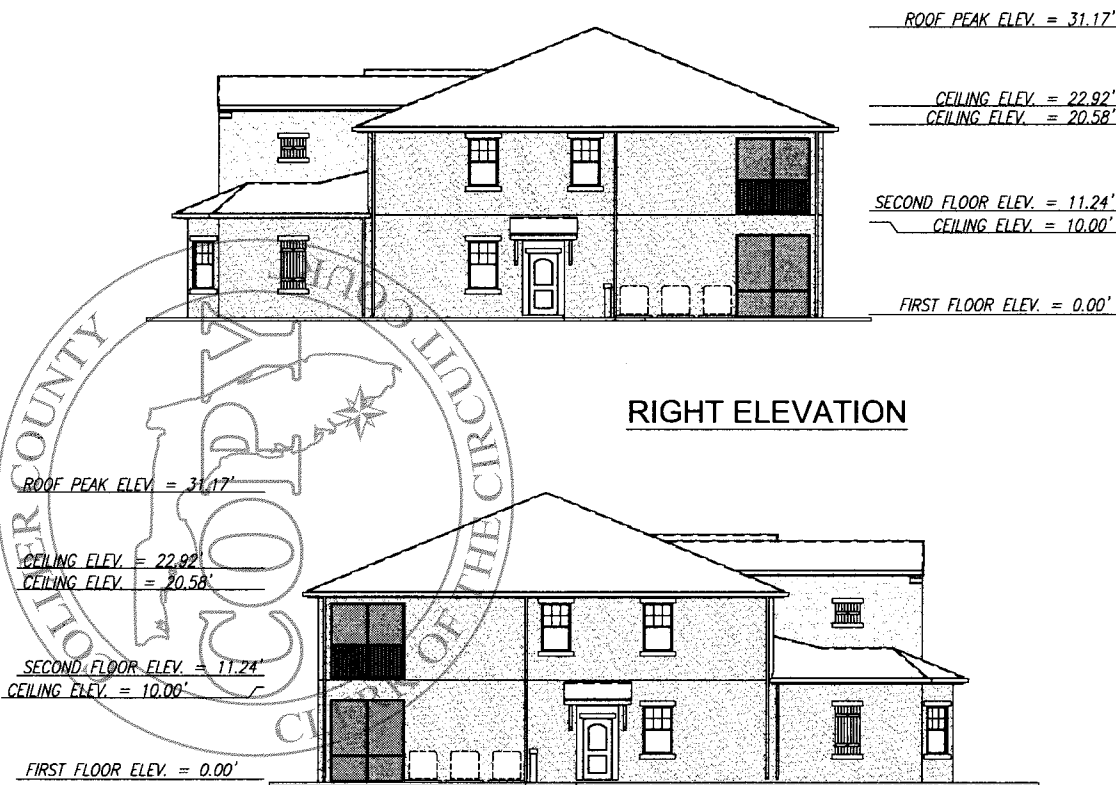 ROOF PEAK ELEV. = 31.17'
CEILING ELEV. = 22.92'
CEILING ELEV. = 20.58'
SECOND FLOOR ELEV. = 11.24'
CEILING ELEV. = 10.00'
FIRST FLOOR ELEV. = 0.00'
RIGHT ELEVATION
COLLIER COUNTY
CLERK OF THE CIRCUIT COURT
COPY
ROOF PEAK ELEV. = 31.17'
CEILING ELEV. = 22.92'
CEILING ELEV. = 20.58'
SECOND FLOOR ELEV. = 11.24'
CEILING ELEV. = 10.00'
FIRST FLOOR ELEV. = 0.00'